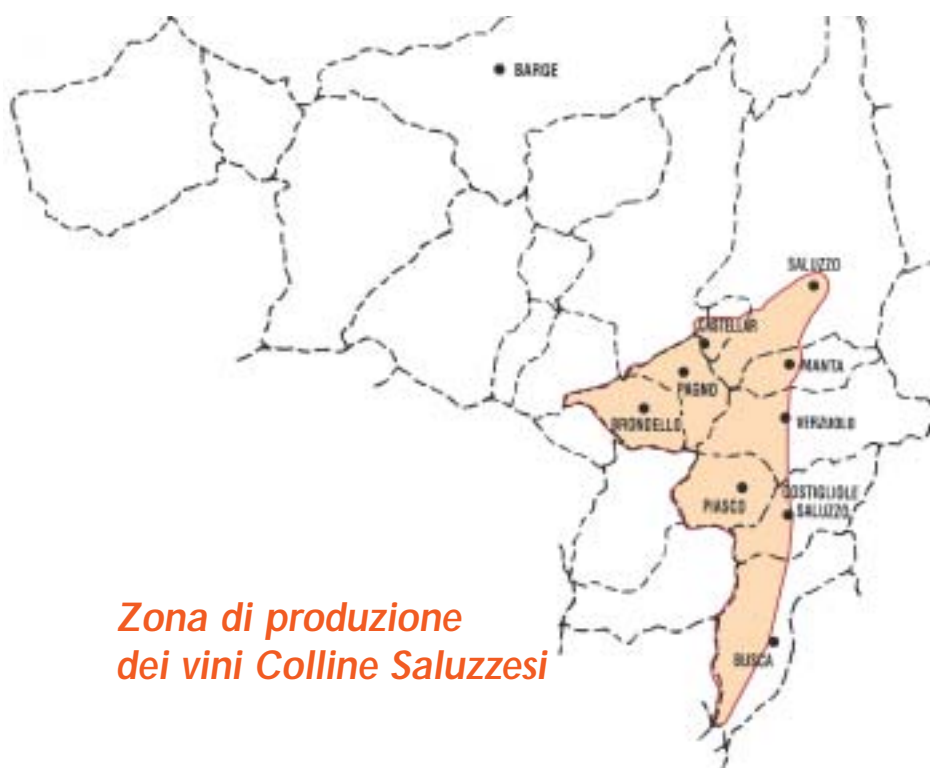 BARGE
SALUZZO
CASTELLAR
MANTA
PAGNO
BRONDELLO
VERZUOLO
PIASCO
COSTIGLIOLE
SALUZZO
BUSCA
Zona di produzione
dei vini Colline Saluzzesi